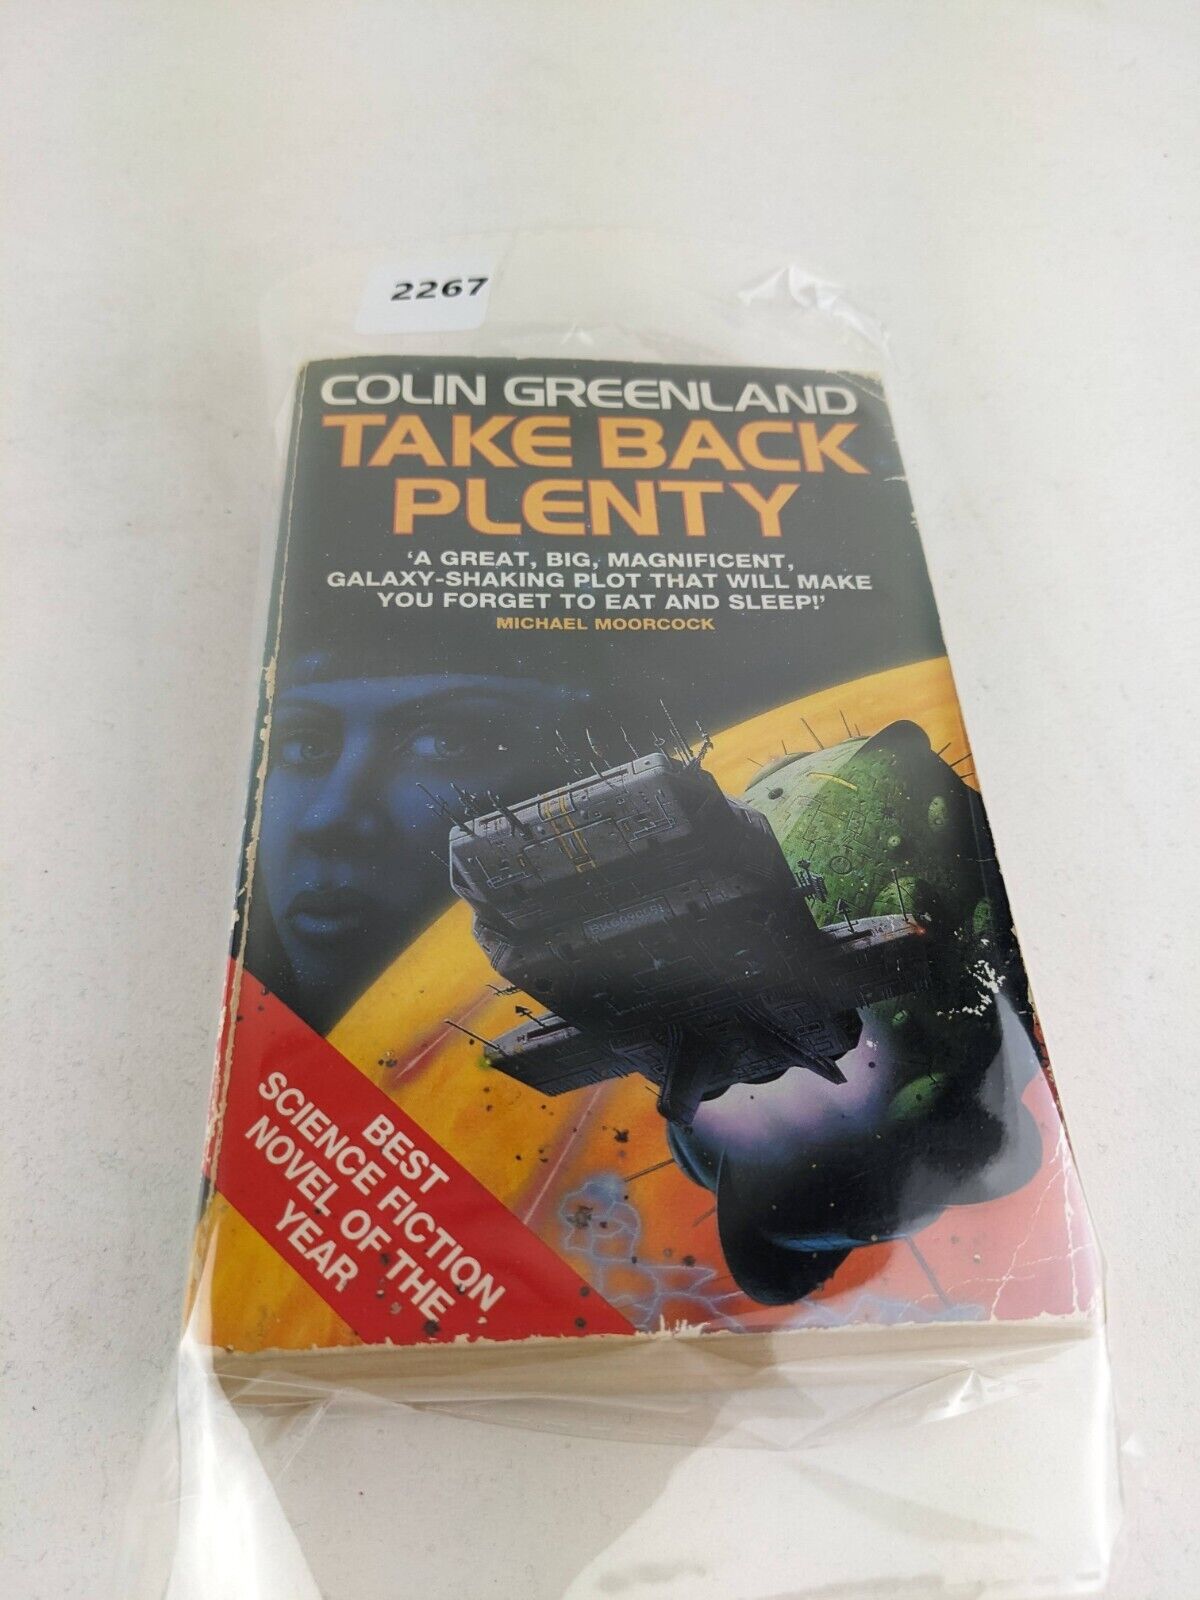 2267
COLIN GREENLAND
TAKE BACK
PLENTY
‘A GREAT, BIG, MAGNIFICENT,
GALAXY-SHAKING PLOT THAT WILL MAKE
YOU FORGET TO EAT AND SLEEP!’
MICHAEL MOORCOCK
BEST
SCIENCE FICTION
NOVEL OF THE
YEAR